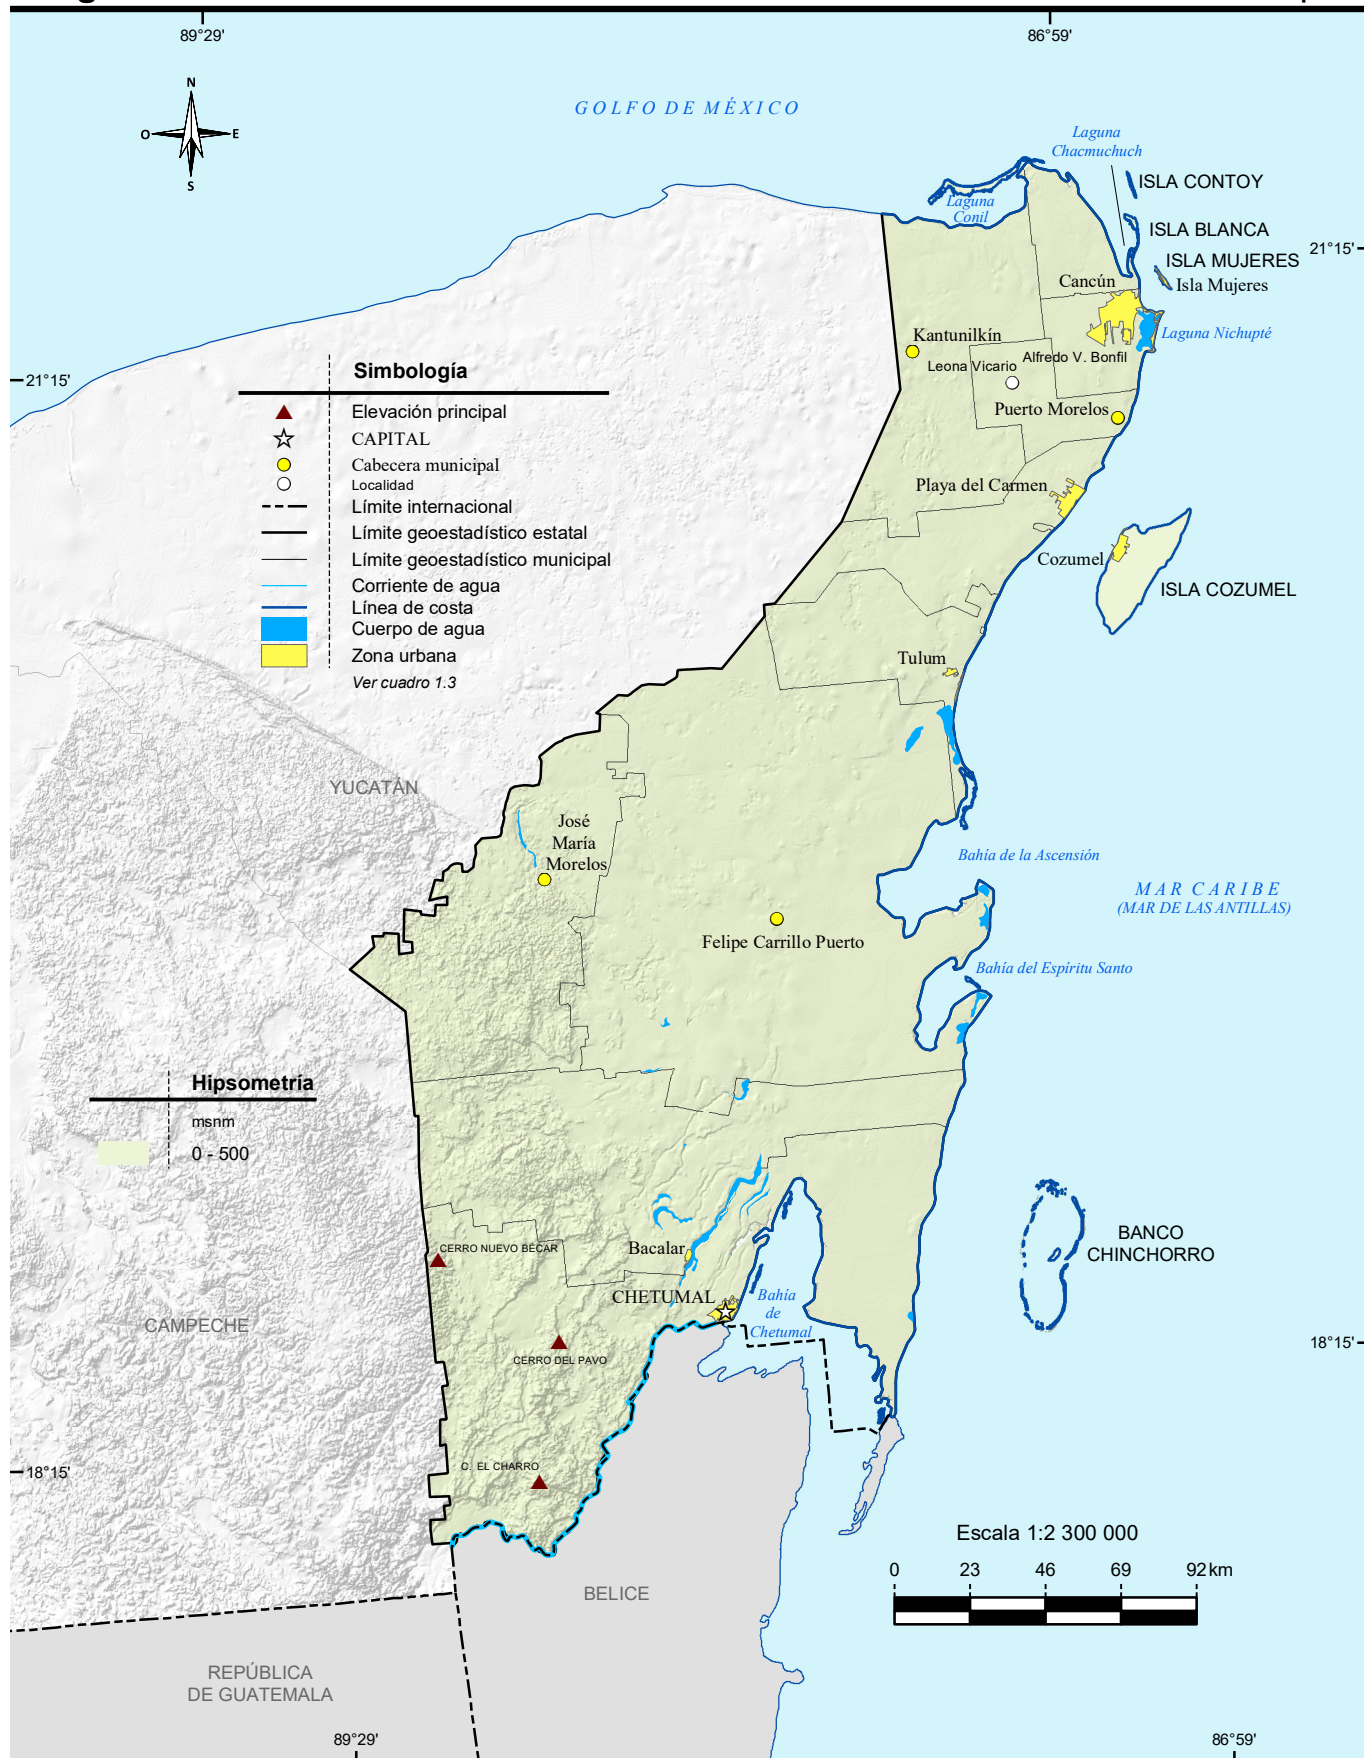 89°29'
86°59'
N
O
E
S
GOLFO DE MÉXICO
Laguna
Chacmuchuch
ISLA CONTOY
Laguna
Conil
ISLA BLANCA
21°15'
ISLA MUJERES
Cancún
Isla Mujeres
Laguna Nichupté
Kantunilkín
Alfredo V. Bonfil
Leona Vicario
21°15'
Puerto Morelos
Simbología
Elevación principal
CAPITAL
Cabecera municipal
Localidad
Límite internacional
Límite geoestadístico estatal
Límite geoestadístico municipal
Corriente de agua
Línea de costa
Cuerpo de agua
Zona urbana
Ver cuadro 1.3
Playa del Carmen
Cozumel
ISLA COZUMEL
Tulum
YUCATÁN
José
María
Morelos
Bahía de la Ascensión
MAR CARIBE
(MAR DE LAS ANTILLAS)
Felipe Carrillo Puerto
Bahía del Espíritu Santo
Hipsometría
msnm
0 - 500
BANCO
CHINCHORRO
Bacalar
CERRO NUEVO BECAR
CHETUMAL
Bahía
de
Chetumal
CAMPECHE
18°15'
CERRO DEL PAVO
C. EL CHARRO
18°15'
Escala 1:2 300 000
0 23 46 69 92 km
BELICE
REPÚBLICA
DE GUATEMALA
89°29'
86°59'